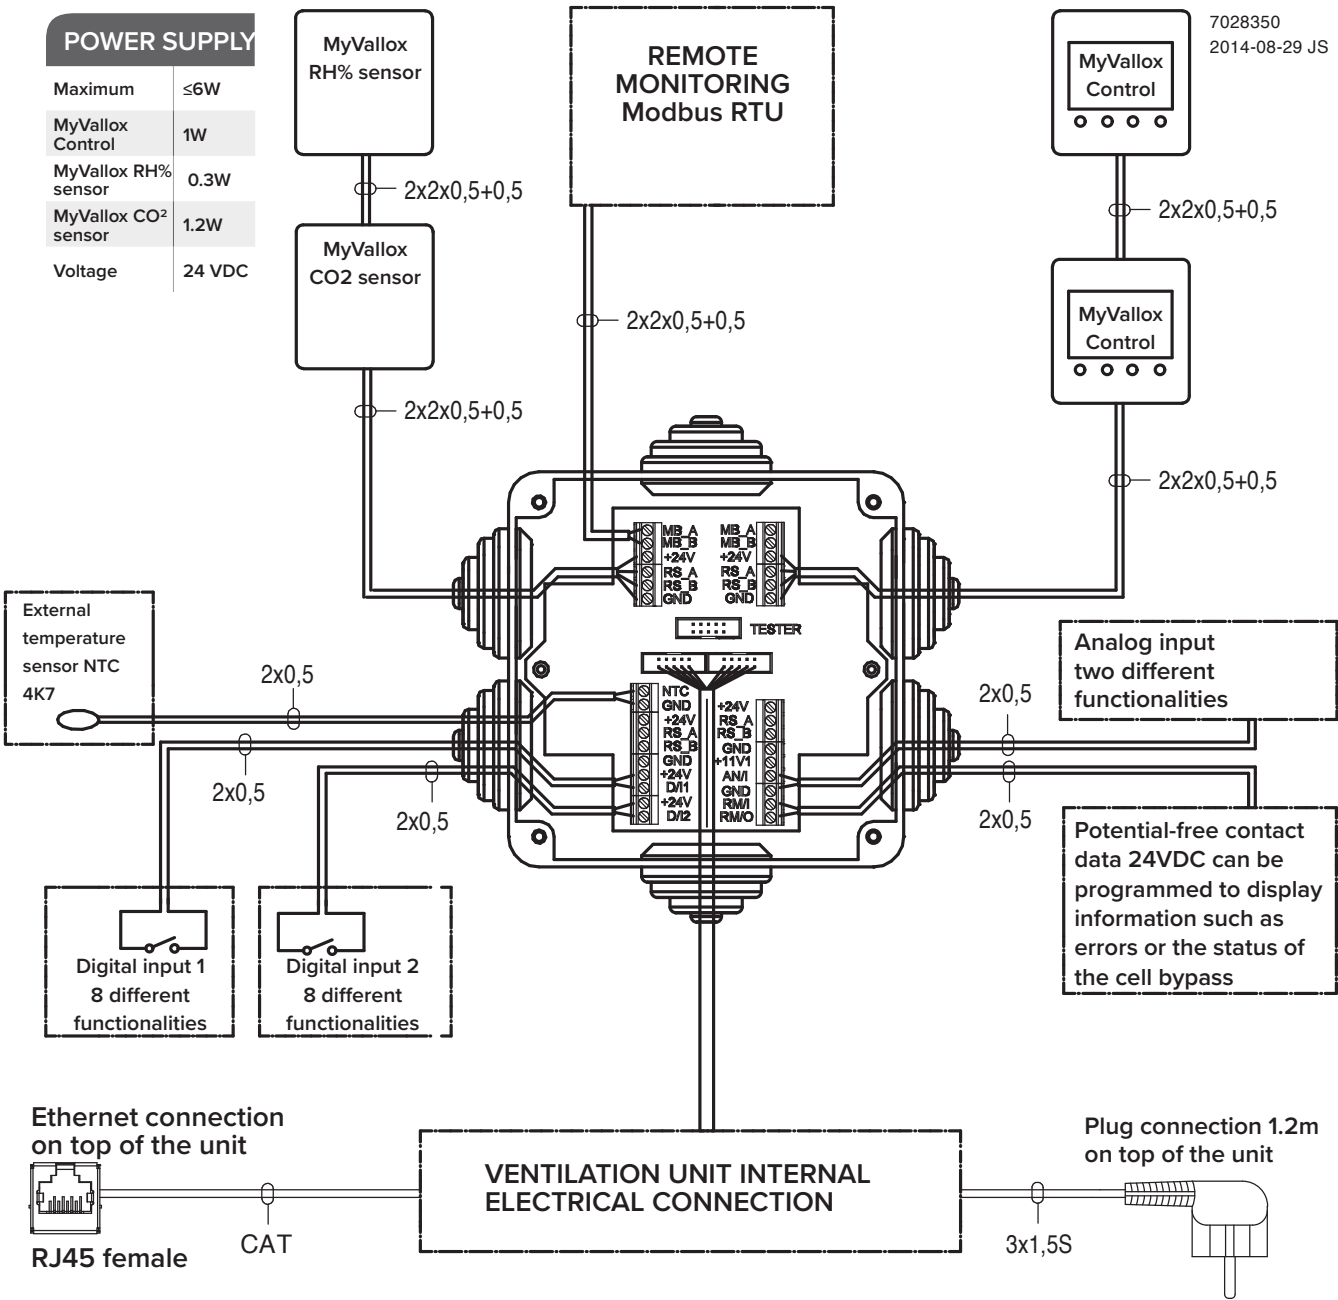 POWER SUPPLY
Maximum ≤6W
MyVallox
Control 1W
MyVallox RH%
sensor 0.3W
MyVallox CO²
sensor 1.2W
Voltage 24 VDC
MyVallox
RH% sensor
2x2x0,5+0,5
MyVallox
CO2 sensor
2x2x0,5+0,5
REMOTE
MONITORING
Modbus RTU
2x2x0,5+0,5
7028350
2014-08-29 JS
MyVallox
Control
2x2x0,5+0,5
MyVallox
Control
2x2x0,5+0,5
MB_A
MB_B
+24V
RS_A
RS_B
GND
MB_A
MB_B
+24V
RS_A
RS_B
GND
TESTER
NTC
GND
+24V
RS_A
RS_B
GND
+24V
D/I1
+24V
D/I2
+24V
RS_A
RS_B
GND
+11V1
AN/I
GND
RM/I
RM/O
External
temperature
sensor NTC
4K7
2x0,5
2x0,5
2x0,5
Analog input
two different
functionalities
2x0,5
2x0,5
Potential-free contact
data 24VDC can be
programmed to display
information such as
errors or the status of
the cell bypass
Digital input 1
8 different
functionalities
Digital input 2
8 different
functionalities
Ethernet connection
on top of the unit
RJ45 female
CAT
VENTILATION UNIT INTERNAL
ELECTRICAL CONNECTION
3x1,5S
Plug connection 1.2m
on top of the unit